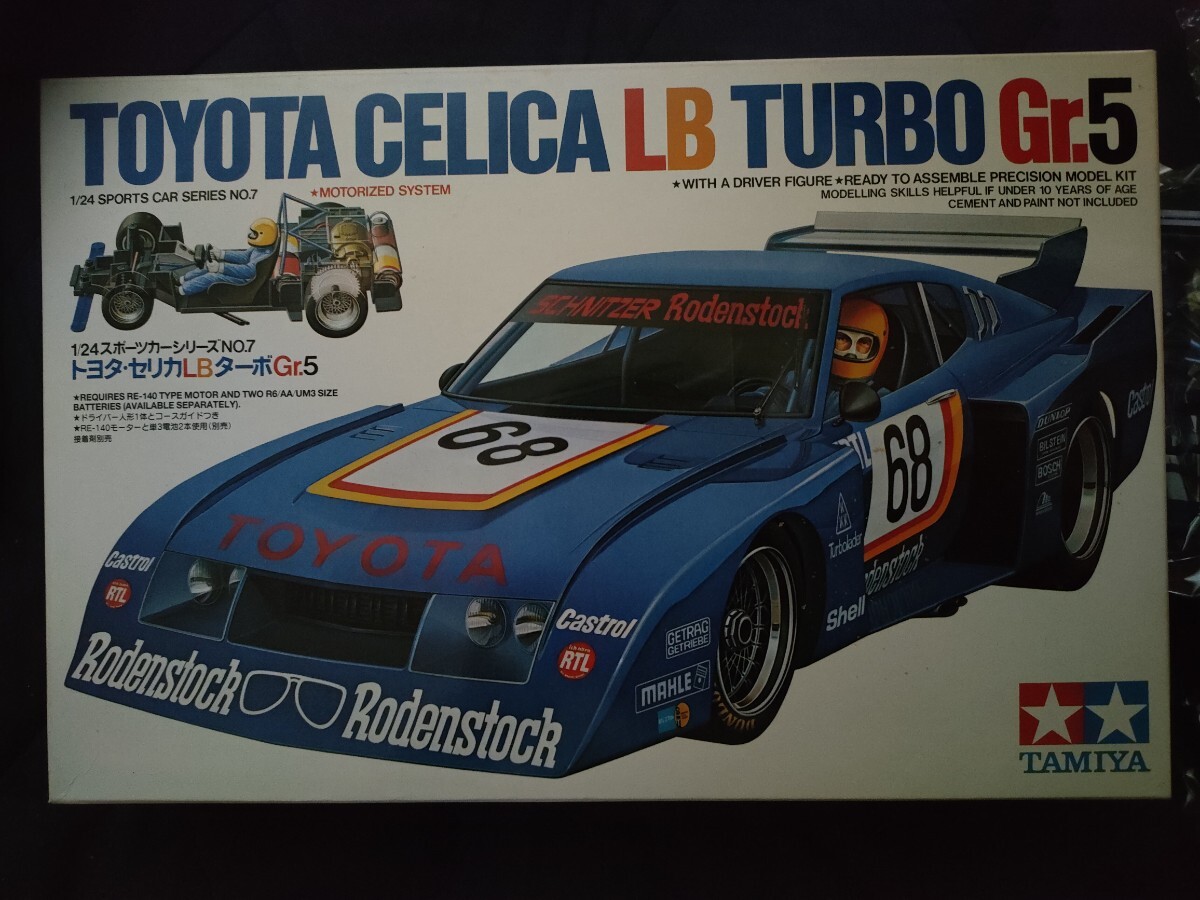 TOYOTA CELICA LB TURBO Gr.5
1/24 SPORTS CAR SERIES NO.7
★MOTORIZED SYSTEM
★WITH A DRIVER FIGURE ★READY TO ASSEMBLE PRECISION MODEL KIT
MODELLING SKILLS HELPFUL IF UNDER 10 YEARS OF AGE
CEMENT AND PAINT NOT INCLUDED
1/24スポーツカーシリーズNO.7
トヨタ・セリカLBターボGr.5
★REQUIRES RE-140 TYPE MOTOR AND TWO R6/AA/UM3 SIZE
BATTERIES (AVAILABLE SEPARATELY).
★ドライバー人形1体とコースガイドつき
★RE-140モーターと単3電池2本使用(別売)
接着剤別売
SCHNITZER Rodenstock
68
TOYOTA
Castrol
RTL
Rodenstock
Rodenstock
Castrol
RTL
GETRAG
GETRIEBE
MAHLE
DUNLOP
RTL
68
KKK
Turbolader
Rodenstock
Shell
DUNLOP
BILSTEIN
BOSCH
Castrol
TAMIYA